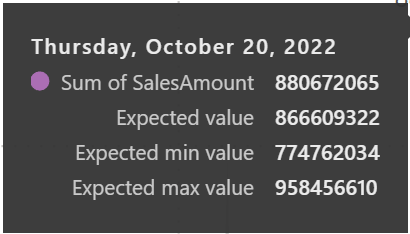 Thursday, October 20, 2022
Sum of SalesAmount 880672065
Expected value 866609322
Expected min value 774762034
Expected max value 958456610